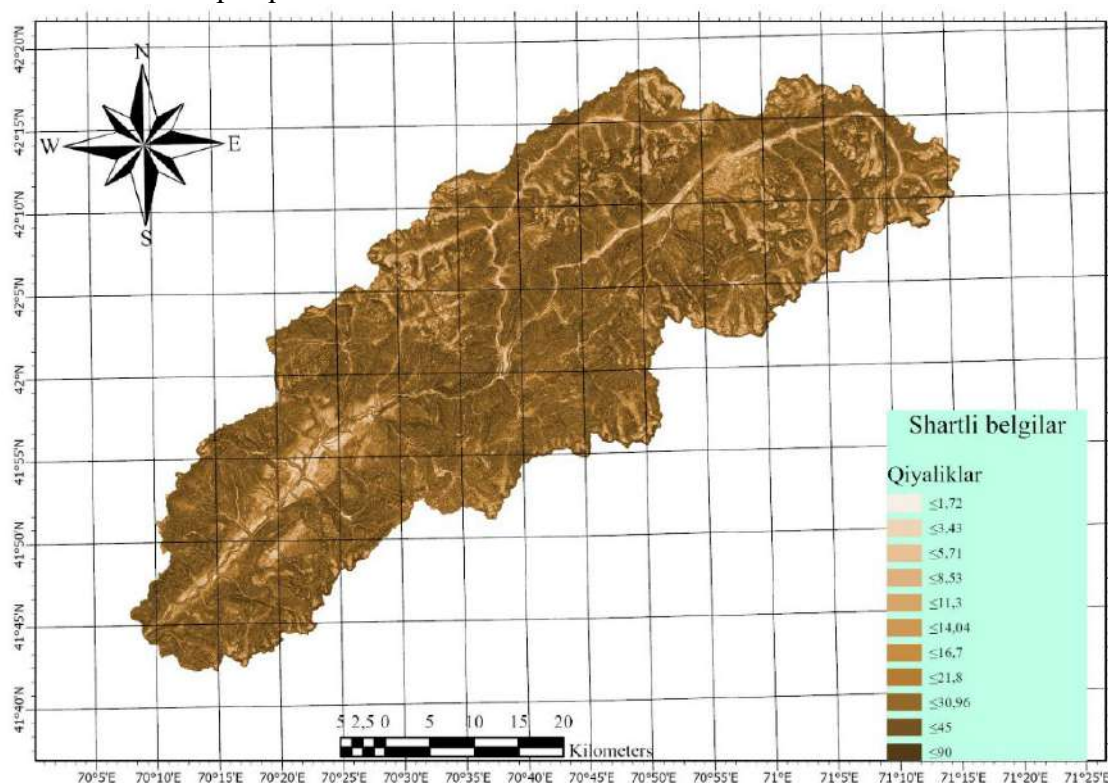 N
W E
S
42°20'N
42°15'N
42°10'N
42°5'N
42°N
41°55'N
41°50'N
41°45'N
41°40'N
Shartli belgilar
Qiyaliklar
≤1,72
≤3,43
≤5,71
≤8,53
≤11,3
≤14,04
≤16,7
≤21,8
≤30,96
≤45
≤90
5 2,5 0 5 10 15 20
Kilometers
70°5'E 70°10'E 70°15'E 70°20'E 70°25'E 70°30'E 70°35'E 70°40'E 70°45'E 70°50'E 70°55'E 71°E 71°5'E 71°10'E 71°15'E 71°20'E 71°25'E